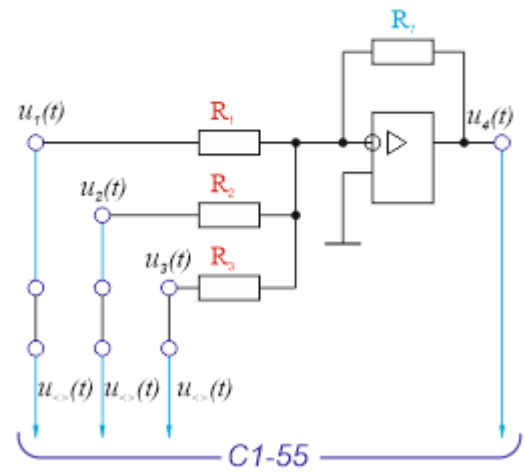 R₇
u₁(t)
R₁
u₄(t)
u₂(t)
R₂
u₃(t)
R₃
u<>(t) u<>(t) u<>(t)
C1-55